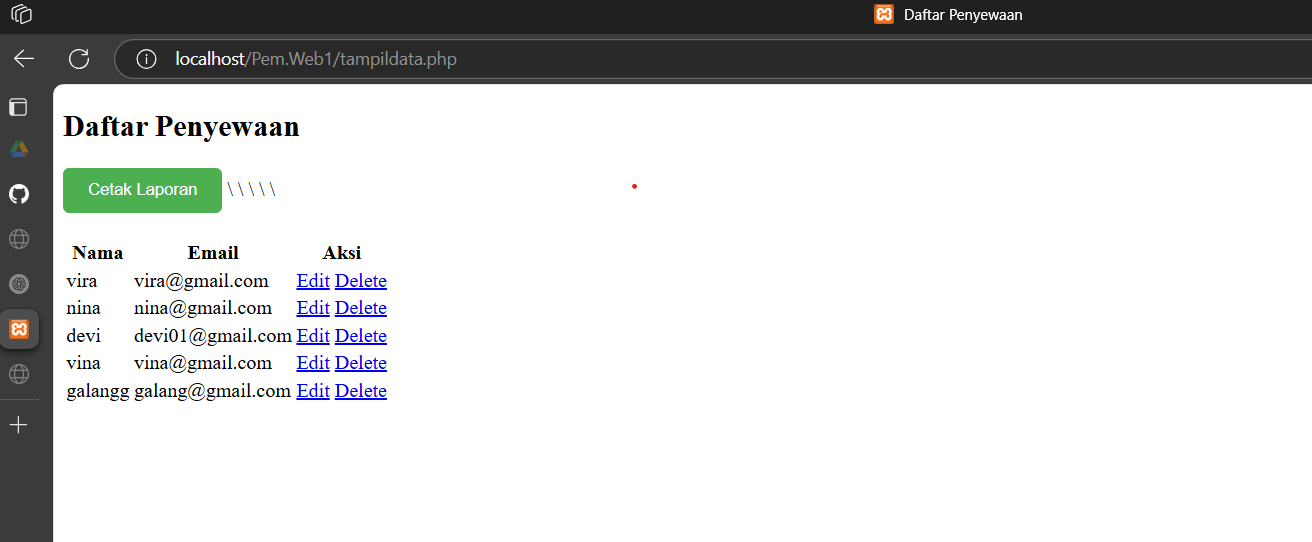 Daftar Penyewaan
localhost/Pem.Web1/tampildata.php
Daftar Penyewaan
Cetak Laporan \ \ \ \ \
Nama Email Aksi
vira vira@gmail.com Edit Delete
nina nina@gmail.com Edit Delete
devi devi01@gmail.com Edit Delete
vina vina@gmail.com Edit Delete
galangg galang@gmail.com Edit Delete